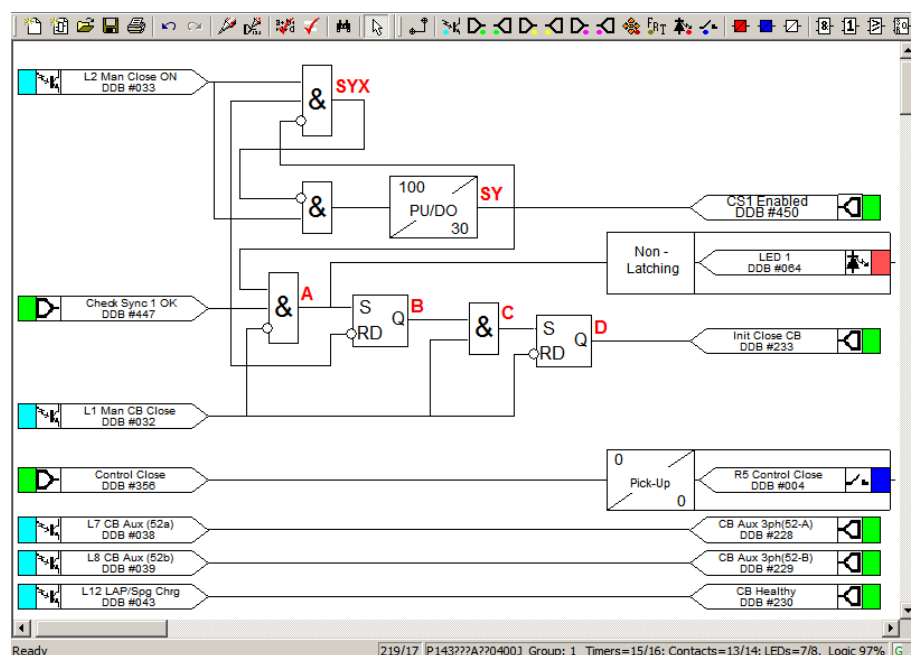 L2 Man Close ON
DDB #033
&
SYX
&
100
PU/DO
30
SY
CS1 Enabled
DDB #450
Non -
Latching
LED 1
DDB #064
Check Sync 1 OK
DDB #447
&
A
S
Q
RD
B
&
C
S
Q
RD
D
Init Close CB
DDB #233
L1 Man CB Close
DDB #032
Control Close
DDB #356
0
Pick-Up
0
R5 Control Close
DDB #004
L7 CB Aux (52a)
DDB #038
CB Aux 3ph(52-A)
DDB #228
L8 CB Aux (52b)
DDB #039
CB Aux 3ph(52-B)
DDB #229
L12 LAP/Spg Chrg
DDB #043
CB Healthy
DDB #230
Ready
219/17
P143???A??0400J Group: 1 Timers=15/16; Contacts=13/14; LEDs=7/8, Logic 97%
G